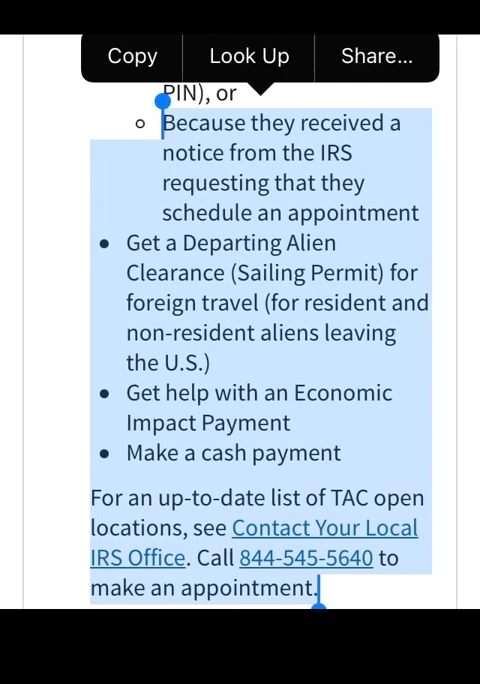 Copy Look Up Share...
PIN), or
Because they received a
notice from the IRS
requesting that they
schedule an appointment
Get a Departing Alien
Clearance (Sailing Permit) for
foreign travel (for resident and
non-resident aliens leaving
the U.S.)
Get help with an Economic
Impact Payment
Make a cash payment
For an up-to-date list of TAC open
locations, see Contact Your Local
IRS Office. Call 844-545-5640 to
make an appointment.